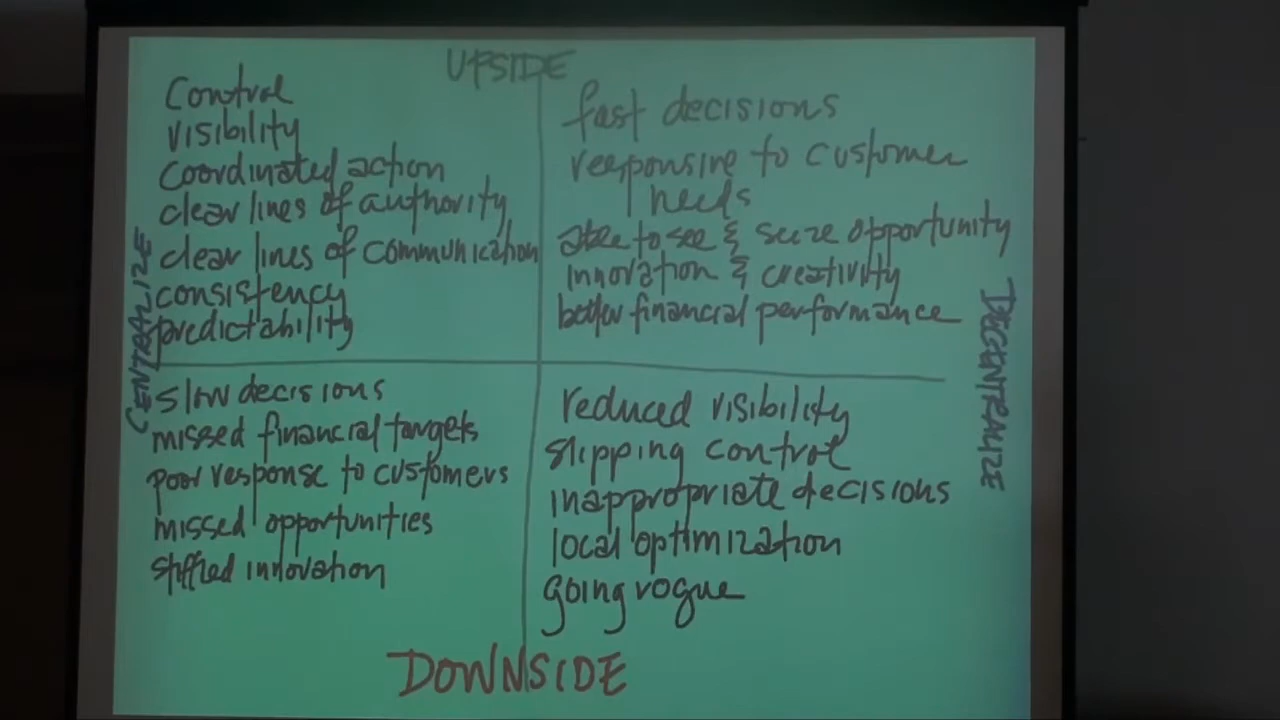 UPSIDE
Control
visibility
coordinated action
clear lines of authority
clear lines of communication
consistency
predictability
CENTRALIZE
fast decisions
responsive to customer
needs
able to see & seize opportunity
innovation & creativity
better financial performance
DECENTRALIZE
slow decisions
missed financial targets
poor response to customers
missed opportunities
stifled innovation
reduced visibility
slipping control
inappropriate decisions
local optimization
going rogue
DOWNSIDE